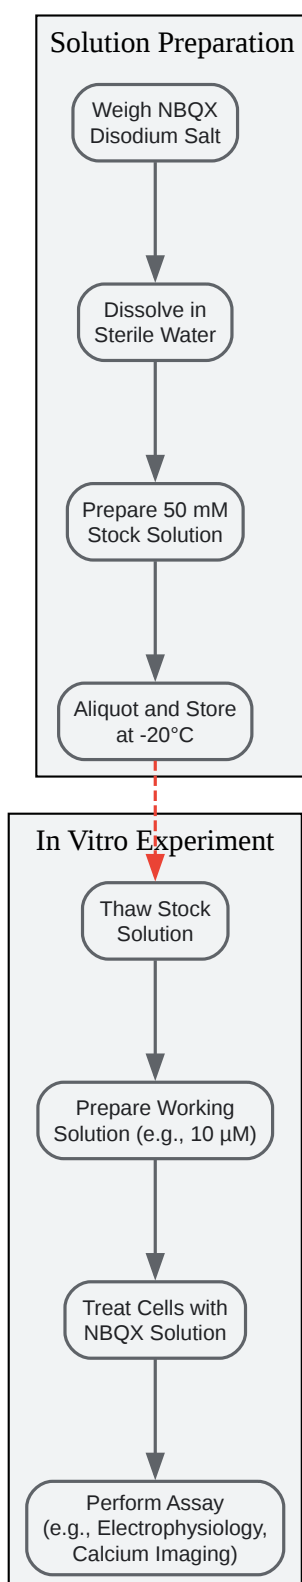 Solution Preparation
Weigh NBQX
Disodium Salt
Dissolve in
Sterile Water
Prepare 50 mM
Stock Solution
Aliquot and Store
at -20°C
In Vitro Experiment
Thaw Stock
Solution
Prepare Working
Solution (e.g., 10 µM)
Treat Cells with
NBQX Solution
Perform Assay
(e.g., Electrophysiology,
Calcium Imaging)